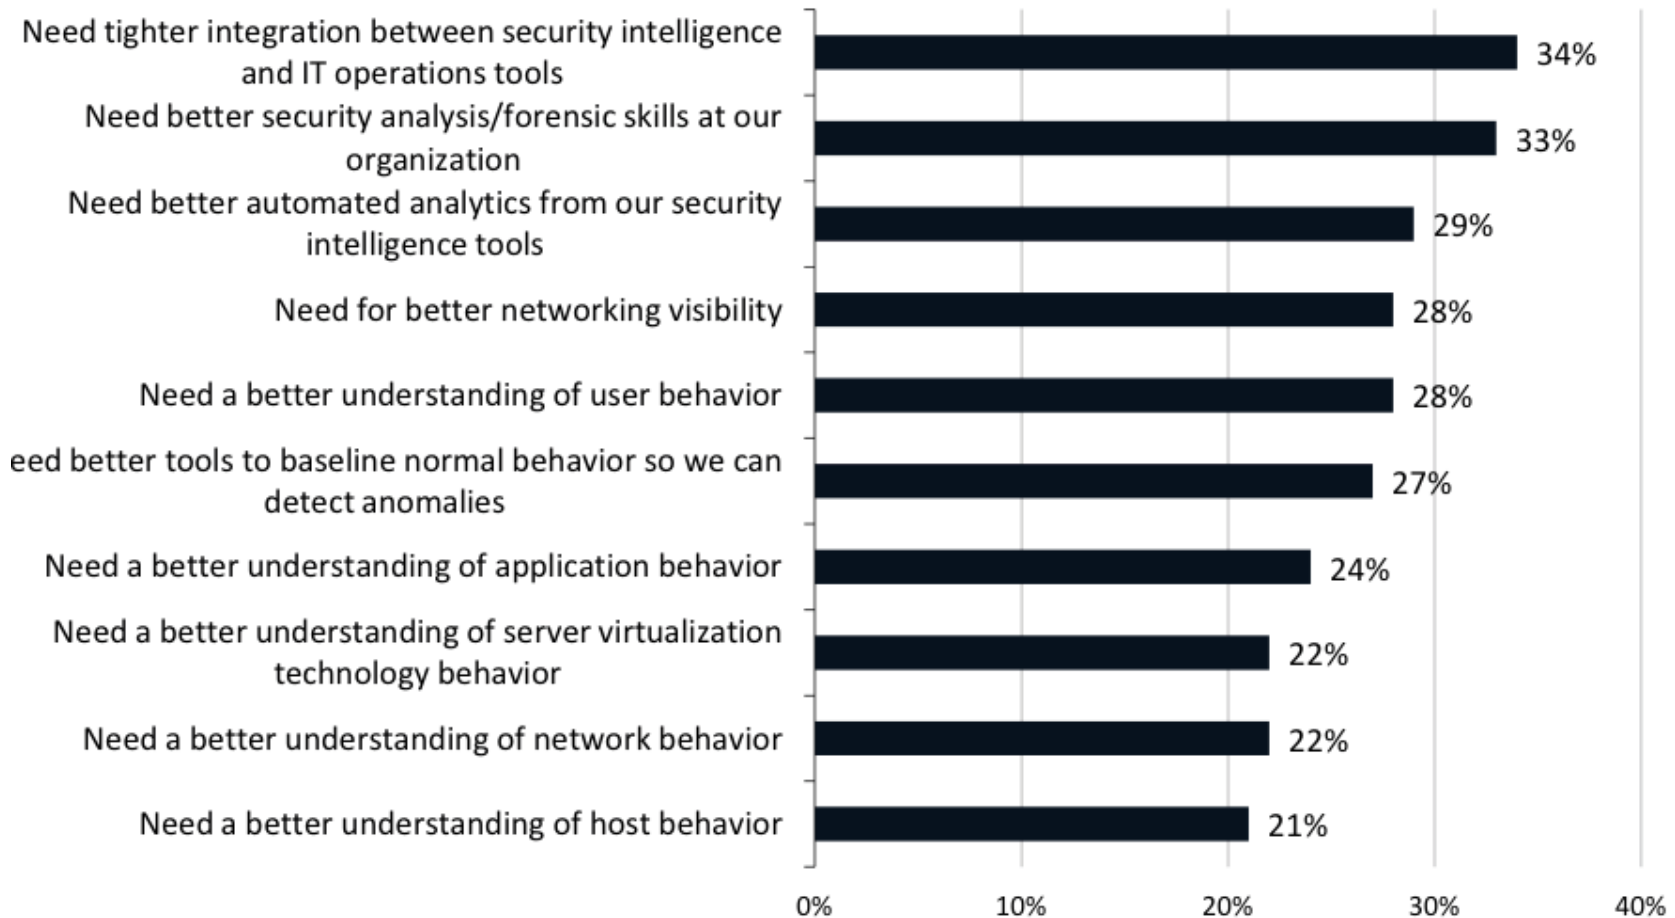 Need tighter integration between security intelligence
and IT operations tools
34%
Need better security analysis/forensic skills at our
organization
33%
Need better automated analytics from our security
intelligence tools
29%
Need for better networking visibility
28%
Need a better understanding of user behavior
28%
eed better tools to baseline normal behavior so we can
detect anomalies
27%
Need a better understanding of application behavior
24%
Need a better understanding of server virtualization
technology behavior
22%
Need a better understanding of network behavior
22%
Need a better understanding of host behavior
21%
0% 10% 20% 30% 40%